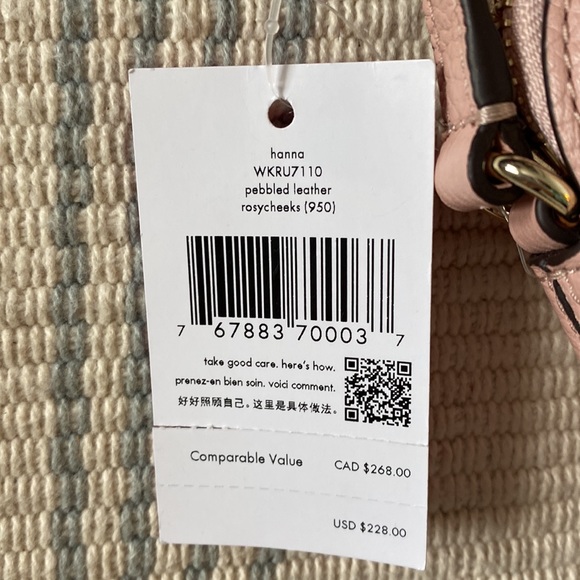 hanna
WKRU7110
pebbled leather
rosycheeks (950)
7 67883 70003 7
take good care. here's how.
prenez-en bien soin. voici comment.
好好照顾自己。这里是具体做法。
Comparable Value CAD $268.00
USD $228.00